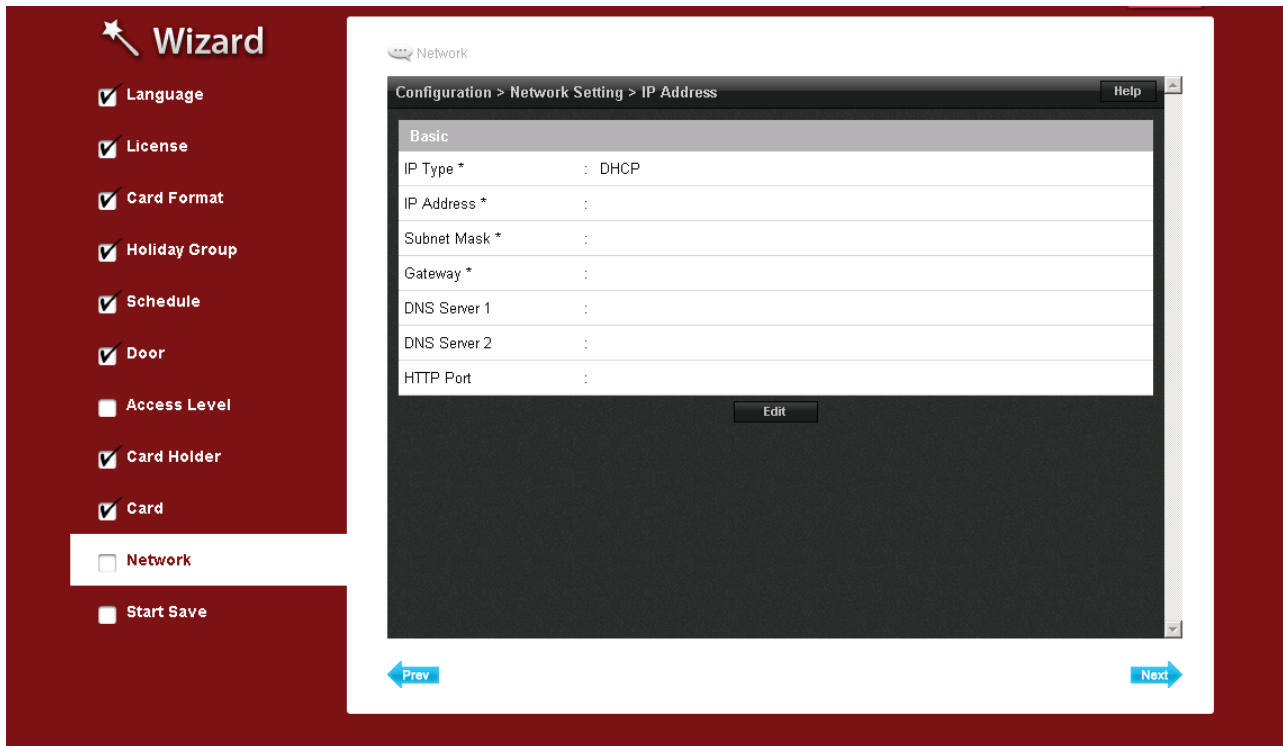 Wizard
Language
License
Card Format
Holiday Group
Schedule
Door
Access Level
Card Holder
Card
Network
Start Save
Network
Configuration > Network Setting > IP Address
Help
Basic
IP Type * : DHCP
IP Address * :
Subnet Mask * :
Gateway * :
DNS Server 1 :
DNS Server 2 :
HTTP Port :
Edit
Prev
Next